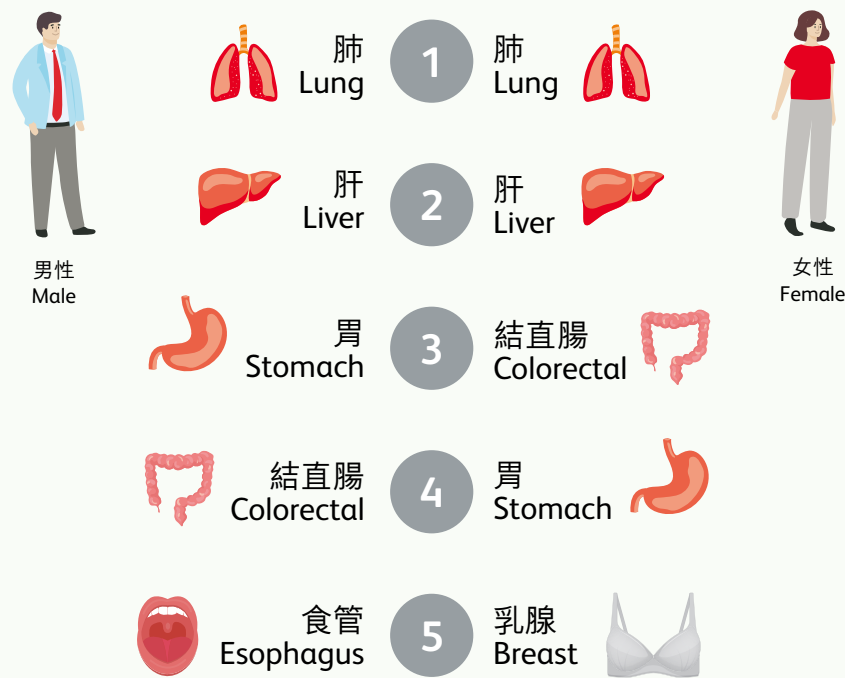 肺
Lung
1
肺
Lung
肝
Liver
2
肝
Liver
男性
Male
女性
Female
胃
Stomach
3
結直腸
Colorectal
結直腸
Colorectal
4
胃
Stomach
食管
Esophagus
5
乳腺
Breast